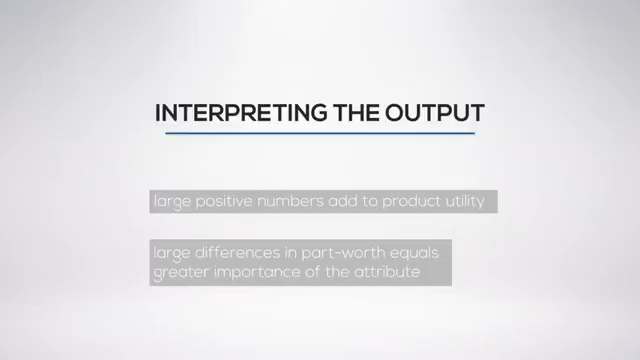 INTERPRETING THE OUTPUT
large positive numbers add to product utility
large differences in part-worth equals
greater importance of the attribute